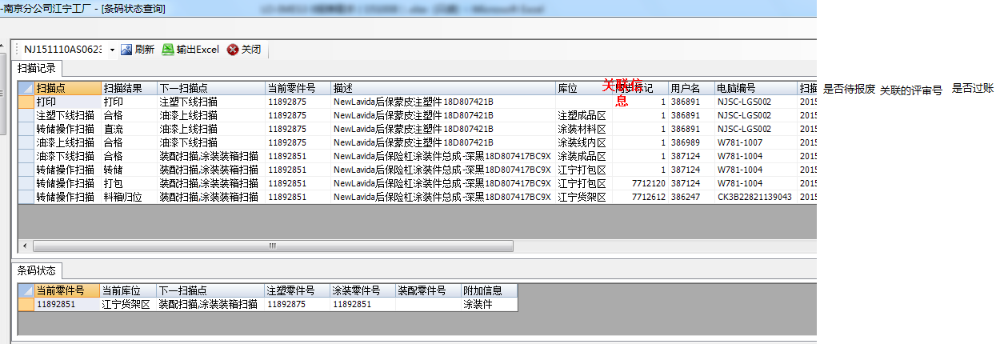 -南京分公司江宁工厂 - [条码状态查询]
NJ151110AS0623 刷新 输出Excel 关闭
扫描记录
扫描点 扫描结果 下一扫描点 当前零件号 描述 库位 标记 用户名 电脑编号 扫描
关联信息
是否待报废 关联的评审号 是否过账
打印 打印 注塑下线扫描 11892875 NewLavida后保蒙皮注塑件18D807421B 1 386891 NJSC-LGS002 2015
注塑下线扫描 合格 油漆上线扫描 11892875 NewLavida后保蒙皮注塑件18D807421B 注塑成品区 1 386891 NJSC-LGS002 2015
转储操作扫描 直流 油漆上线扫描 11892875 NewLavida后保蒙皮注塑件18D807421B 涂装材料区 1 386891 NJSC-LGS002 2015
油漆上线扫描 合格 油漆下线扫描 11892875 NewLavida后保蒙皮注塑件18D807421B 涂装线内区 1 386989 W781-1007 2015
油漆下线扫描 合格 装配扫描,涂装装箱扫描 11892851 NewLavida后保险杠涂装件总成-深黑18D807417BC9X 涂装成品区 1 387124 W781-1004 2015
转储操作扫描 转储 装配扫描,涂装装箱扫描 11892851 NewLavida后保险杠涂装件总成-深黑18D807417BC9X 江宁打包区 1 387124 W781-1004 2015
转储操作扫描 打包 装配扫描,涂装装箱扫描 11892851 NewLavida后保险杠涂装件总成-深黑18D807417BC9X 江宁打包区 7712120 387124 W781-1004 2015
转储操作扫描 料箱归位 装配扫描,涂装装箱扫描 11892851 NewLavida后保险杠涂装件总成-深黑18D807417BC9X 江宁货架区 7712612 386247 CK3B22821139043 2015
条码状态
当前零件号 当前库位 下一扫描点 注塑零件号 涂装零件号 装配零件号 附加信息
11892851 江宁货架区 装配扫描,涂装装箱扫描 11892875 11892851 涂装件